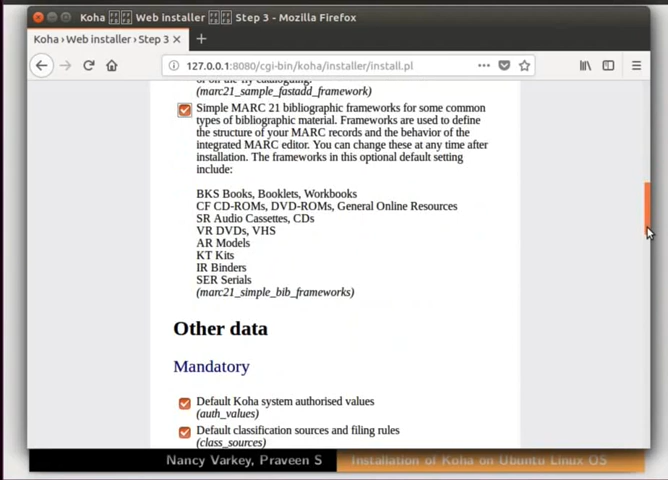 Koha Web installer Step 3 - Mozilla Firefox
Koha › Web installer › Step 3
127.0.0.1:8080/cgi-bin/koha/installer/install.pl
or on-the-fly cataloguing.
(marc21_sample_fastadd_framework)
Simple MARC 21 bibliographic frameworks for some common
types of bibliographic material. Frameworks are used to define
the structure of your MARC records and the behavior of the
integrated MARC editor. You can change these at any time after
installation. The frameworks in this optional default setting
include:
BKS Books, Booklets, Workbooks
CF CD-ROMs, DVD-ROMs, General Online Resources
SR Audio Cassettes, CDs
VR DVDs, VHS
AR Models
KT Kits
IR Binders
SER Serials
(marc21_simple_bib_frameworks)
Other data
Mandatory
Default Koha system authorised values
(auth_values)
Default classification sources and filing rules
(class_sources)
Nancy Varkey, Praveen S Installation of Koha on Ubuntu Linux OS